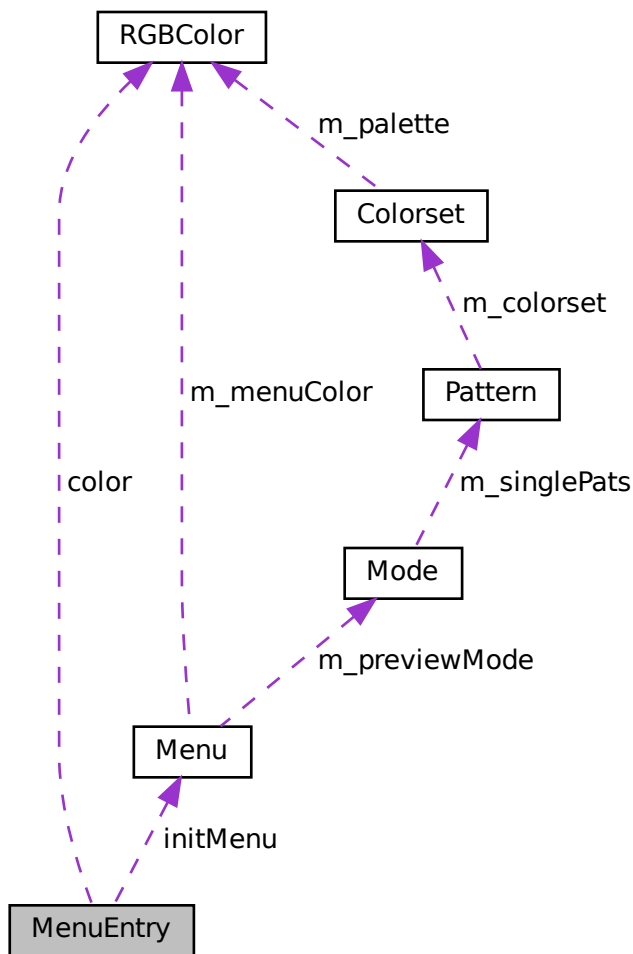 RGBColor
m_palette
Colorset
m_colorset
m_menuColor
Pattern
color
m_singlePats
Mode
m_previewMode
Menu
initMenu
MenuEntry